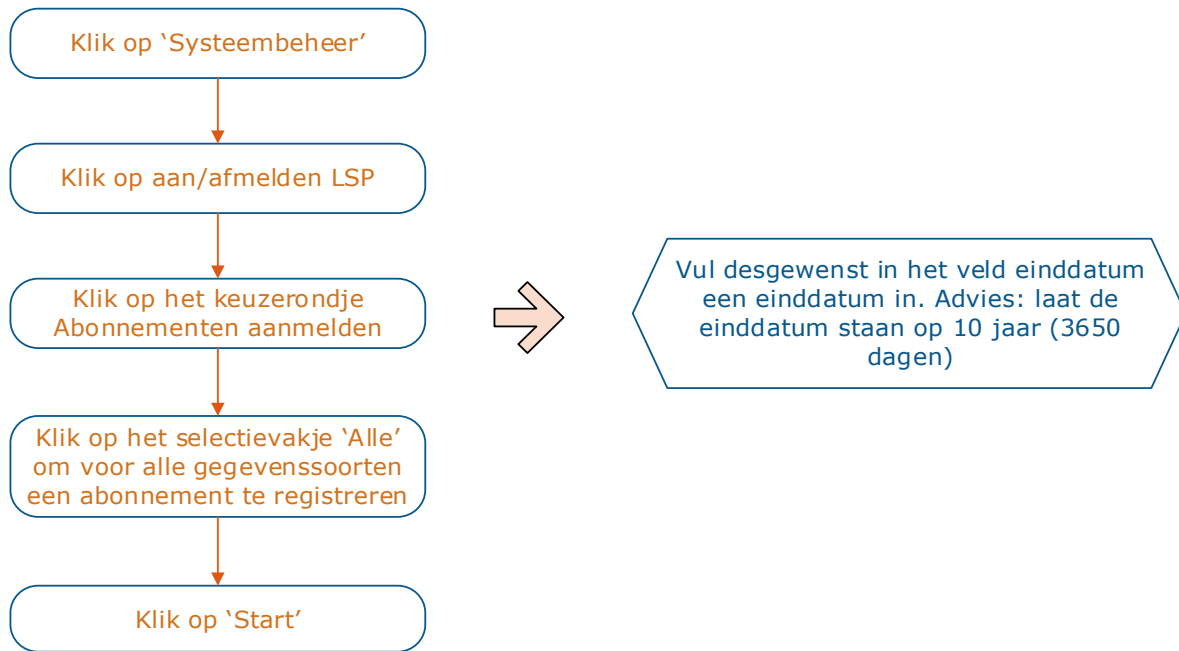 Klik op ‘Systeembeheer’
Klik op aan/afmelden LSP
Klik op het keuzerondje
Abonnementen aanmelden
Vul desgewenst in het veld einddatum
een einddatum in. Advies: laat de
einddatum staan op 10 jaar (3650
dagen)
Klik op het selectievakje ‘Alle’
om voor alle gegevenssoorten
een abonnement te registreren
Klik op ‘Start’